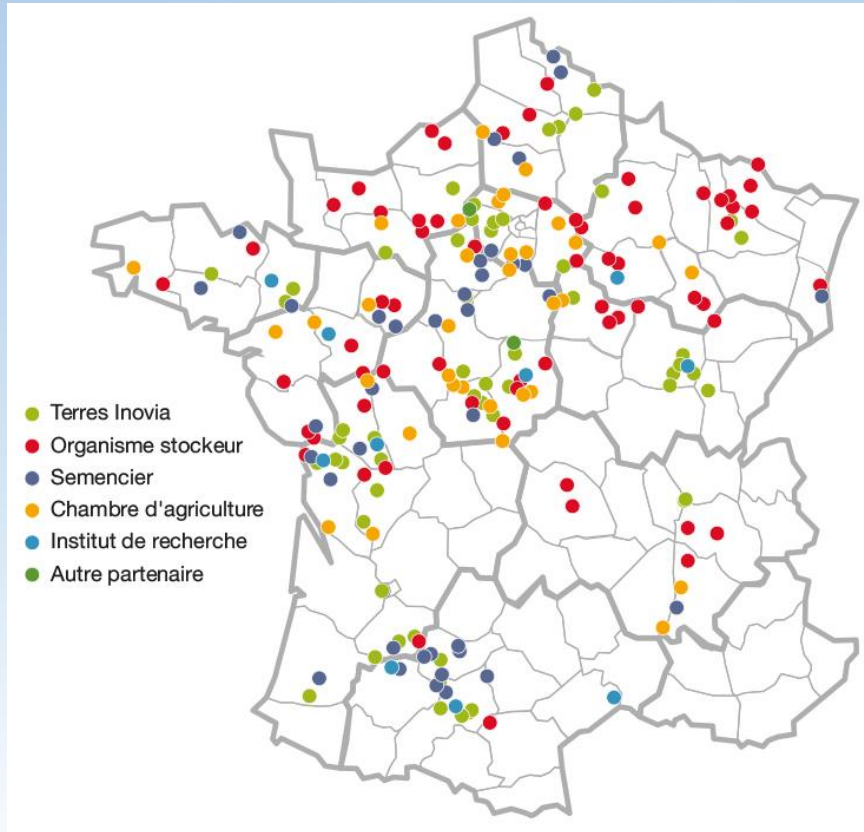 Terres Inovia
Organisme stockeur
Semencier
Chambre d'agriculture
Institut de recherche
Autre partenaire